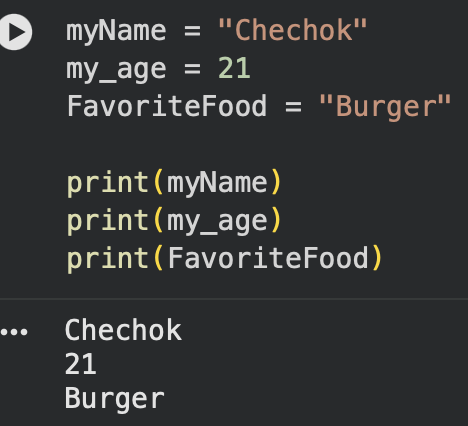 myName = "Chechok"
my_age = 21
FavoriteFood = "Burger"
print(myName)
print(my_age)
print(FavoriteFood)
Chechok
21
Burger